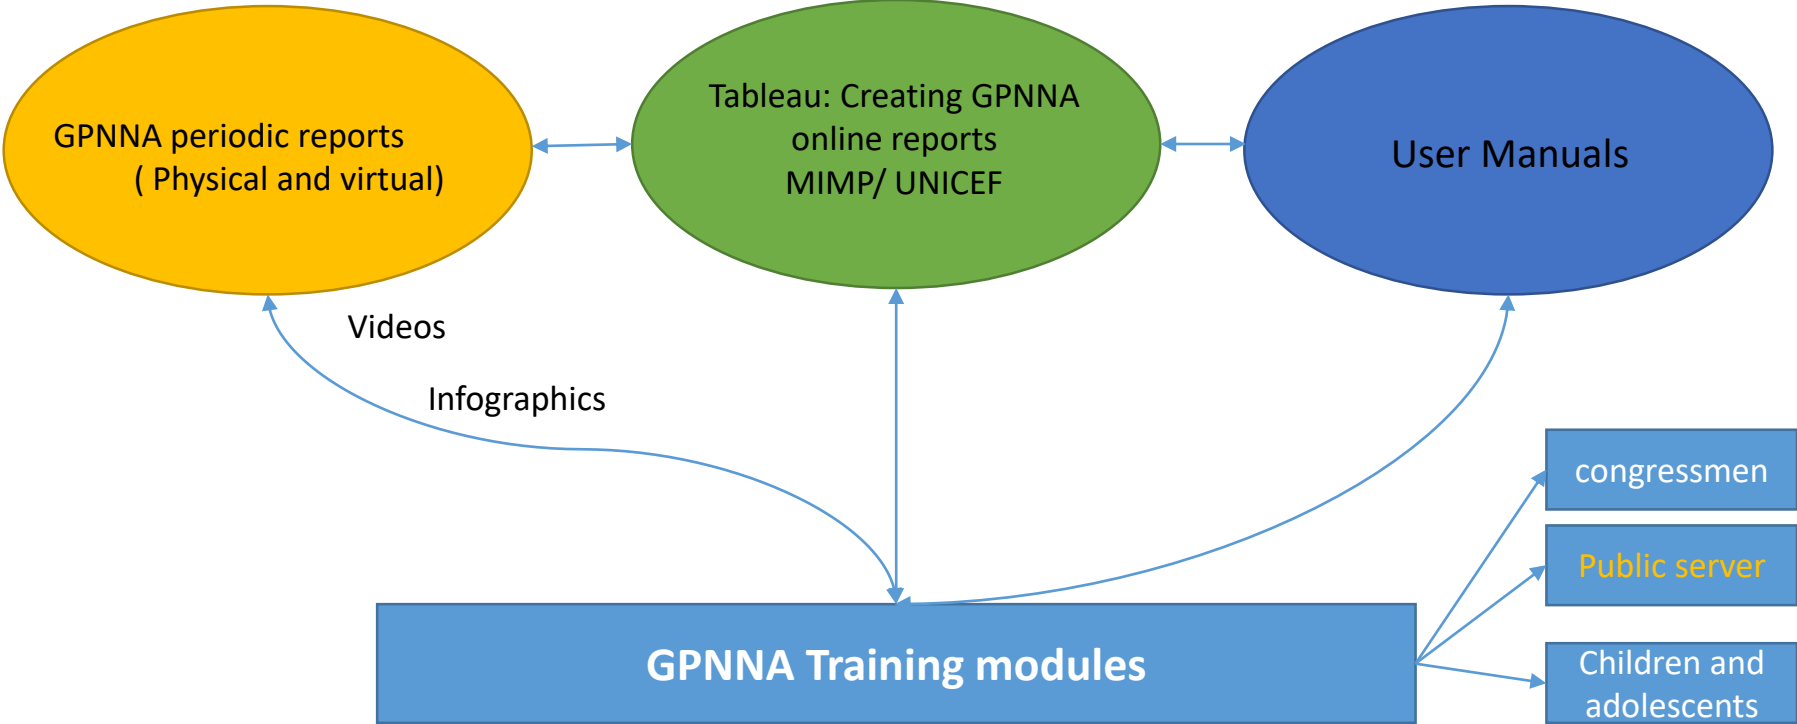 GPNNA periodic reports
( Physical and virtual)
Tableau: Creating GPNNA
online reports
MIMP/ UNICEF
User Manuals
Videos
Infographics
congressmen
Public server
Children and
adolescents
GPNNA Training modules